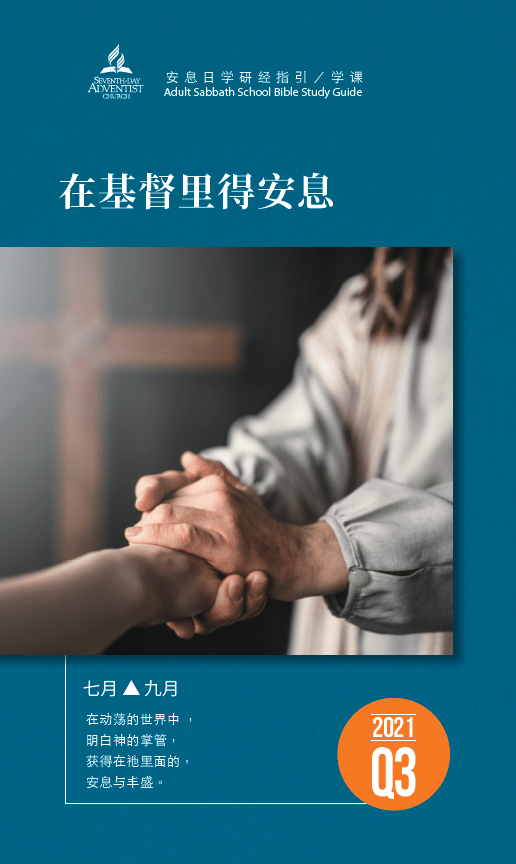 SEVENTH-DAY
ADVENTIST
CHURCH
安息日学研经指引／学课
Adult Sabbath School Bible Study Guide
在基督里得安息
七月▲九月
在动荡的世界中，
明白神的掌管，
获得在祂里面的，
安息与丰盛。
2021
Q3